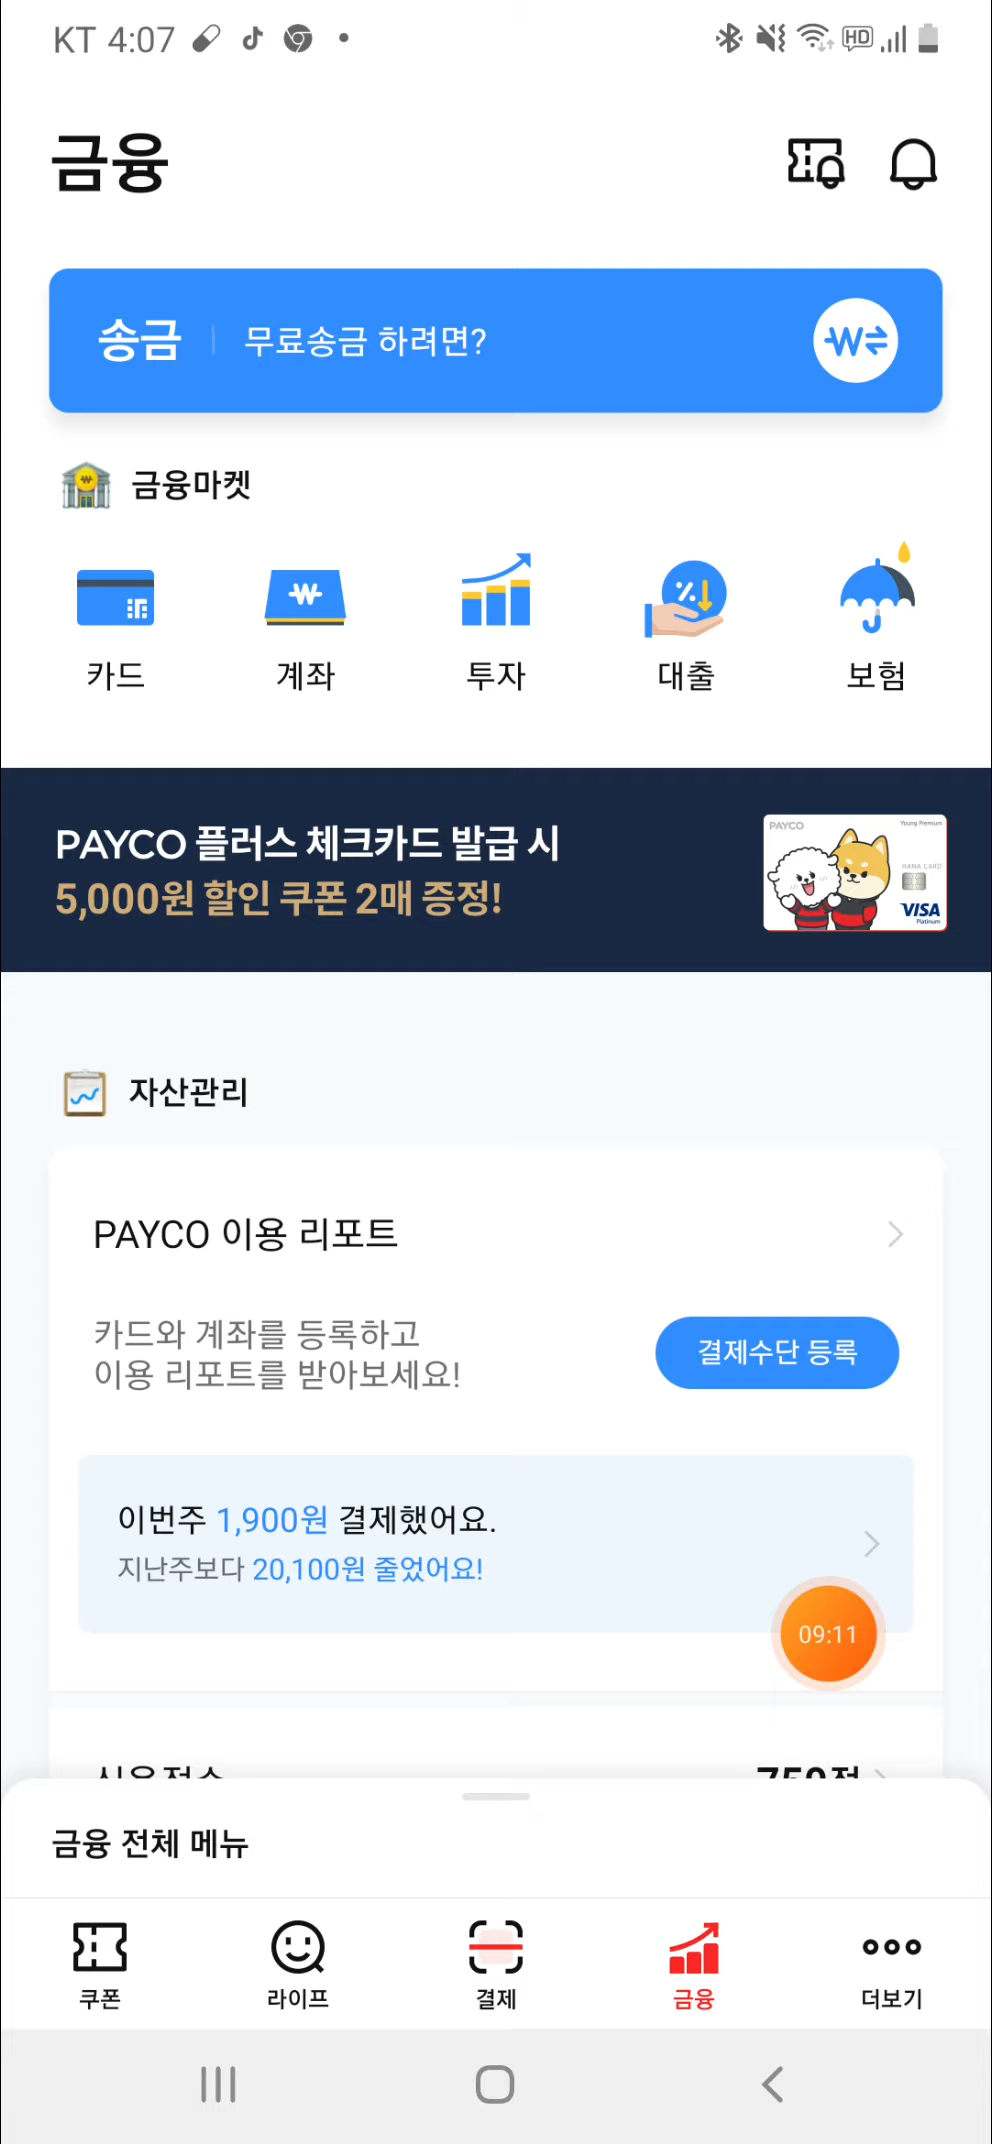 KT 4:07
HD
금융
송금 무료송금 하려면?
금융마켓
카드 계좌 투자 대출 보험
PAYCO 플러스 체크카드 발급 시
5,000원 할인 쿠폰 2매 증정!
PAYCO Young Premium
HANA CARD
VISA
Platinum
자산관리
PAYCO 이용 리포트
카드와 계좌를 등록하고
이용 리포트를 받아보세요!
결제수단 등록
이번주 1,900원 결제했어요.
지난주보다 20,100원 줄었어요!
09:11
금융 전체 메뉴
쿠폰 라이프 결제 금융 더보기